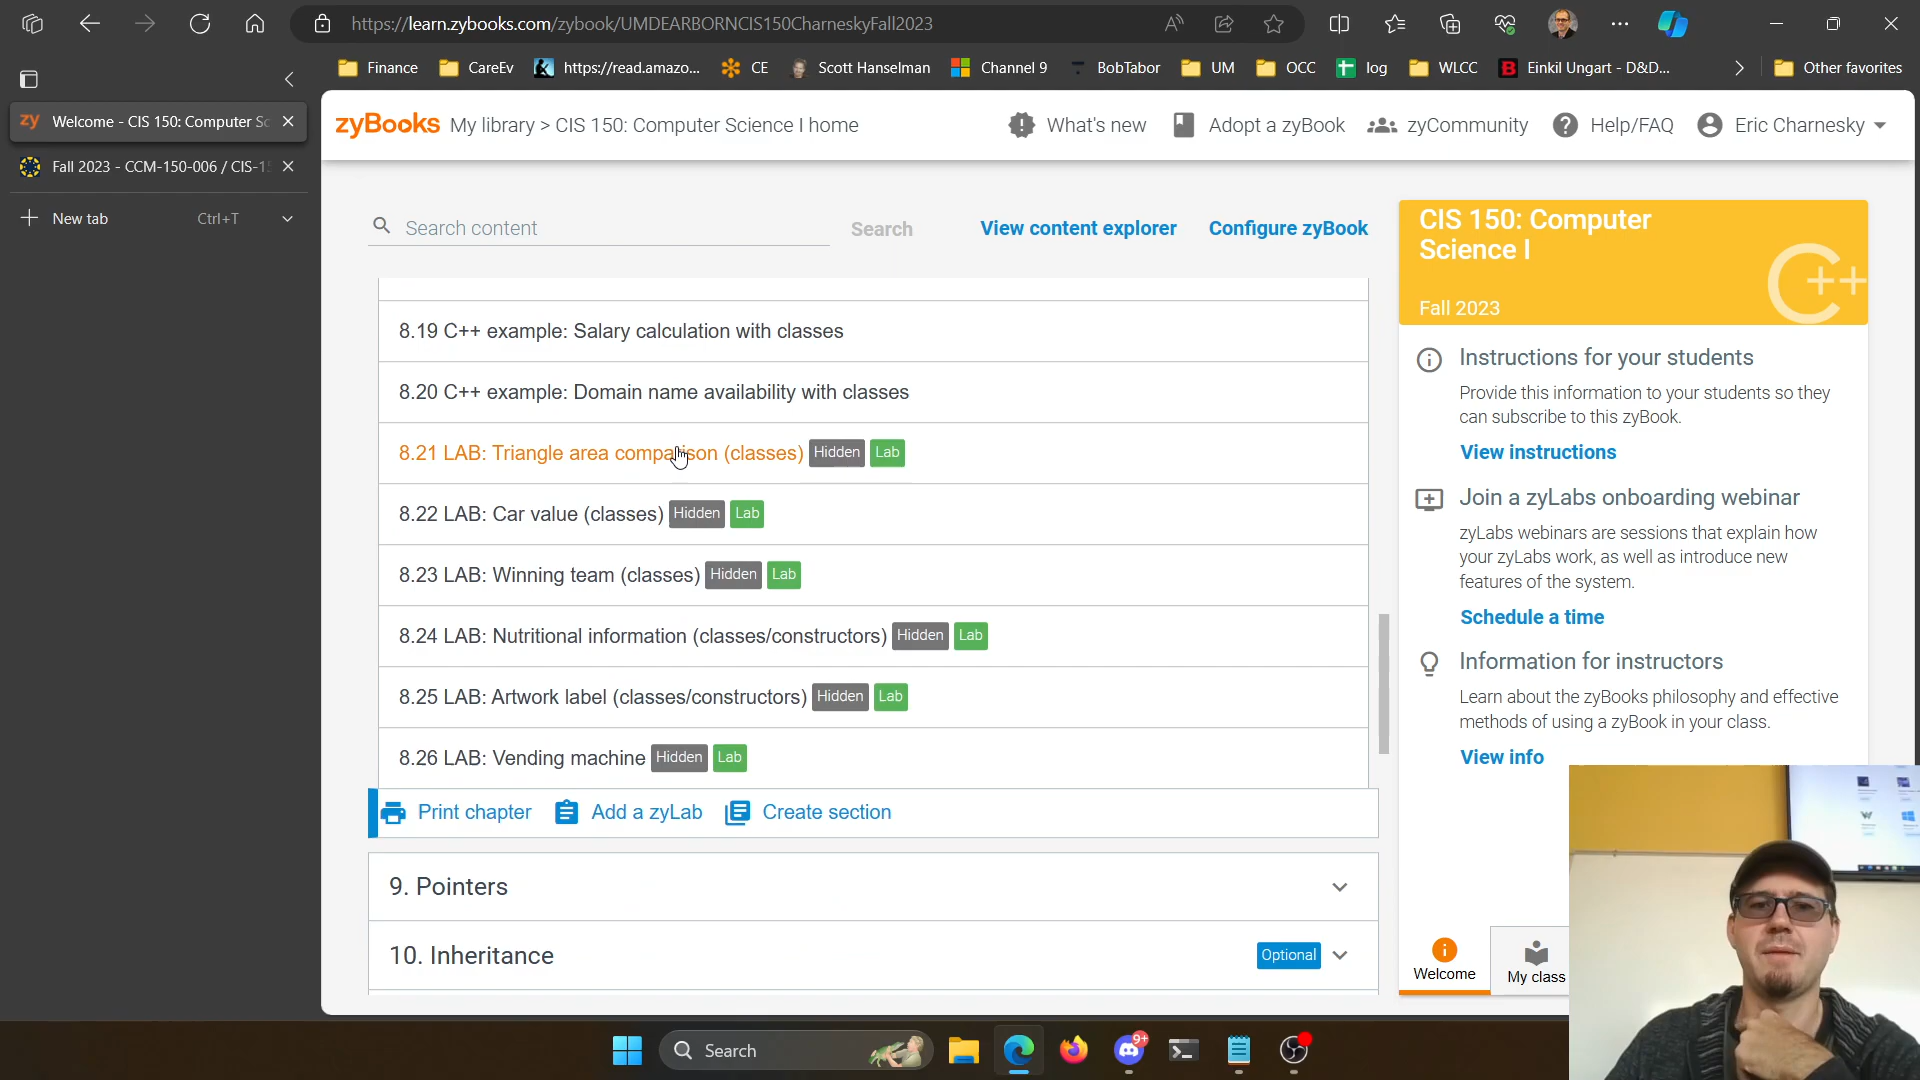 https://learn.zybooks.com/zybook/UMDEARBORNCIS150CharneskyFall2023
Finance
CareEv
https://read.amazo...
CE
Scott Hanselman
Channel 9
BobTabor
UM
OCC
log
WLCC
Einkil Ungart - D&D...
Other favorites
zy Welcome - CIS 150: Computer Sc
Fall 2023 - CCM-150-006 / CIS-15
New tab Ctrl+T
zyBooks My library > CIS 150: Computer Science I home
What's new
Adopt a zyBook
zyCommunity
Help/FAQ
Eric Charnesky
Search content
Search
View content explorer
Configure zyBook
8.19 C++ example: Salary calculation with classes
8.20 C++ example: Domain name availability with classes
8.21 LAB: Triangle area comparison (classes) Hidden Lab
8.22 LAB: Car value (classes) Hidden Lab
8.23 LAB: Winning team (classes) Hidden Lab
8.24 LAB: Nutritional information (classes/constructors) Hidden Lab
8.25 LAB: Artwork label (classes/constructors) Hidden Lab
8.26 LAB: Vending machine Hidden Lab
Print chapter
Add a zyLab
Create section
9. Pointers
10. Inheritance Optional
CIS 150: Computer
Science I
C++
Fall 2023
Instructions for your students
Provide this information to your students so they
can subscribe to this zyBook.
View instructions
Join a zyLabs onboarding webinar
zyLabs webinars are sessions that explain how
your zyLabs work, as well as introduce new
features of the system.
Schedule a time
Information for instructors
Learn about the zyBooks philosophy and effective
methods of using a zyBook in your class.
View info
Welcome
My class
Search
9+